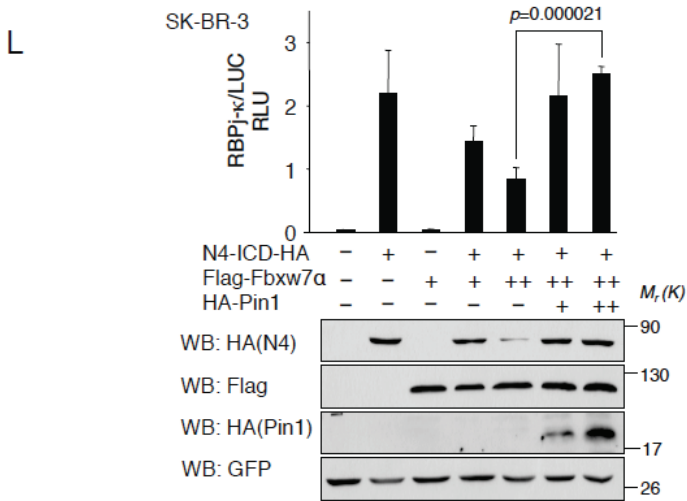 L
SK-BR-3
p=0.000021
RBPj-κ/LUC
RLU
3
2
1
0
N4-ICD-HA − + − + + + +
Flag-Fbxw7α − − + + ++ ++ ++
HA-Pin1 − − − − − + ++
Mr(K)
WB: HA(N4) 90
WB: Flag 130
WB: HA(Pin1) 17
WB: GFP 26